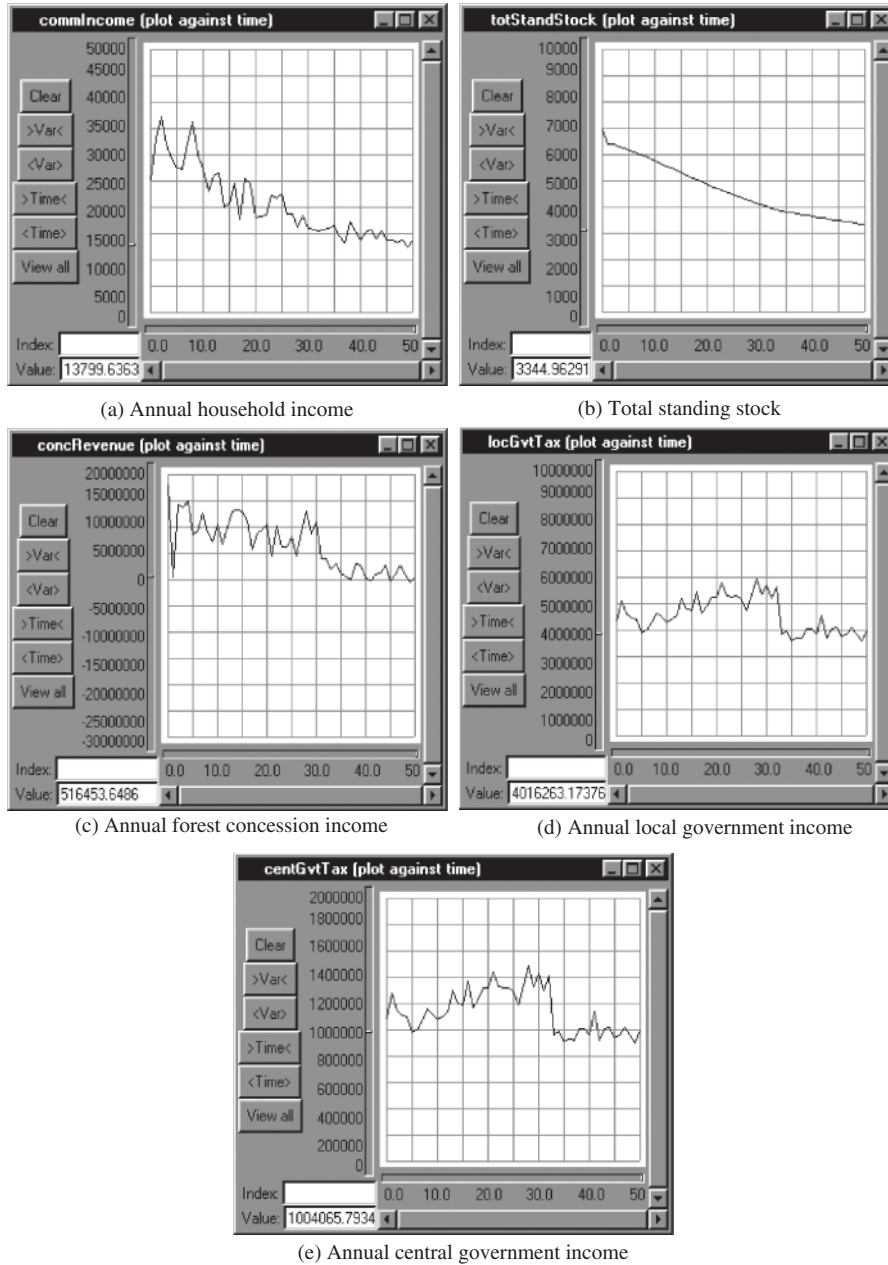 commIncome (plot against time)
50000
45000
40000
35000
30000
25000
20000
15000
10000
5000
0
Clear
>Var<
<Var>
>Time<
<Time>
View all
0.0 10.0 20.0 30.0 40.0 50
Index:
Value: 13799.6363
(a) Annual household income
totStandStock (plot against time)
10000
9000
8000
7000
6000
5000
4000
3000
2000
1000
0
Clear
>Var<
<Var>
>Time<
<Time>
View all
0.0 10.0 20.0 30.0 40.0 50
Index:
Value: 3344.96291
(b) Total standing stock
concRevenue (plot against time)
20000000
15000000
10000000
5000000
0
-5000000
-10000000
-15000000
-20000000
-25000000
-30000000
Clear
>Var<
<Var>
>Time<
<Time>
View all
0.0 10.0 20.0 30.0 40.0 50
Index:
Value: 516453.6486
(c) Annual forest concession income
locGvtTax (plot against time)
10000000
9000000
8000000
7000000
6000000
5000000
4000000
3000000
2000000
1000000
0
Clear
>Var<
<Var>
>Time<
<Time>
View all
0.0 10.0 20.0 30.0 40.0 50
Index:
Value: 4016263.17376
(d) Annual local government income
centGvtTax (plot against time)
2000000
1800000
1600000
1400000
1200000
1000000
800000
600000
400000
200000
0
Clear
>Var<
<Var>
>Time<
<Time>
View all
0.0 10.0 20.0 30.0 40.0 50
Index:
Value: 1004065.7934
(e) Annual central government income